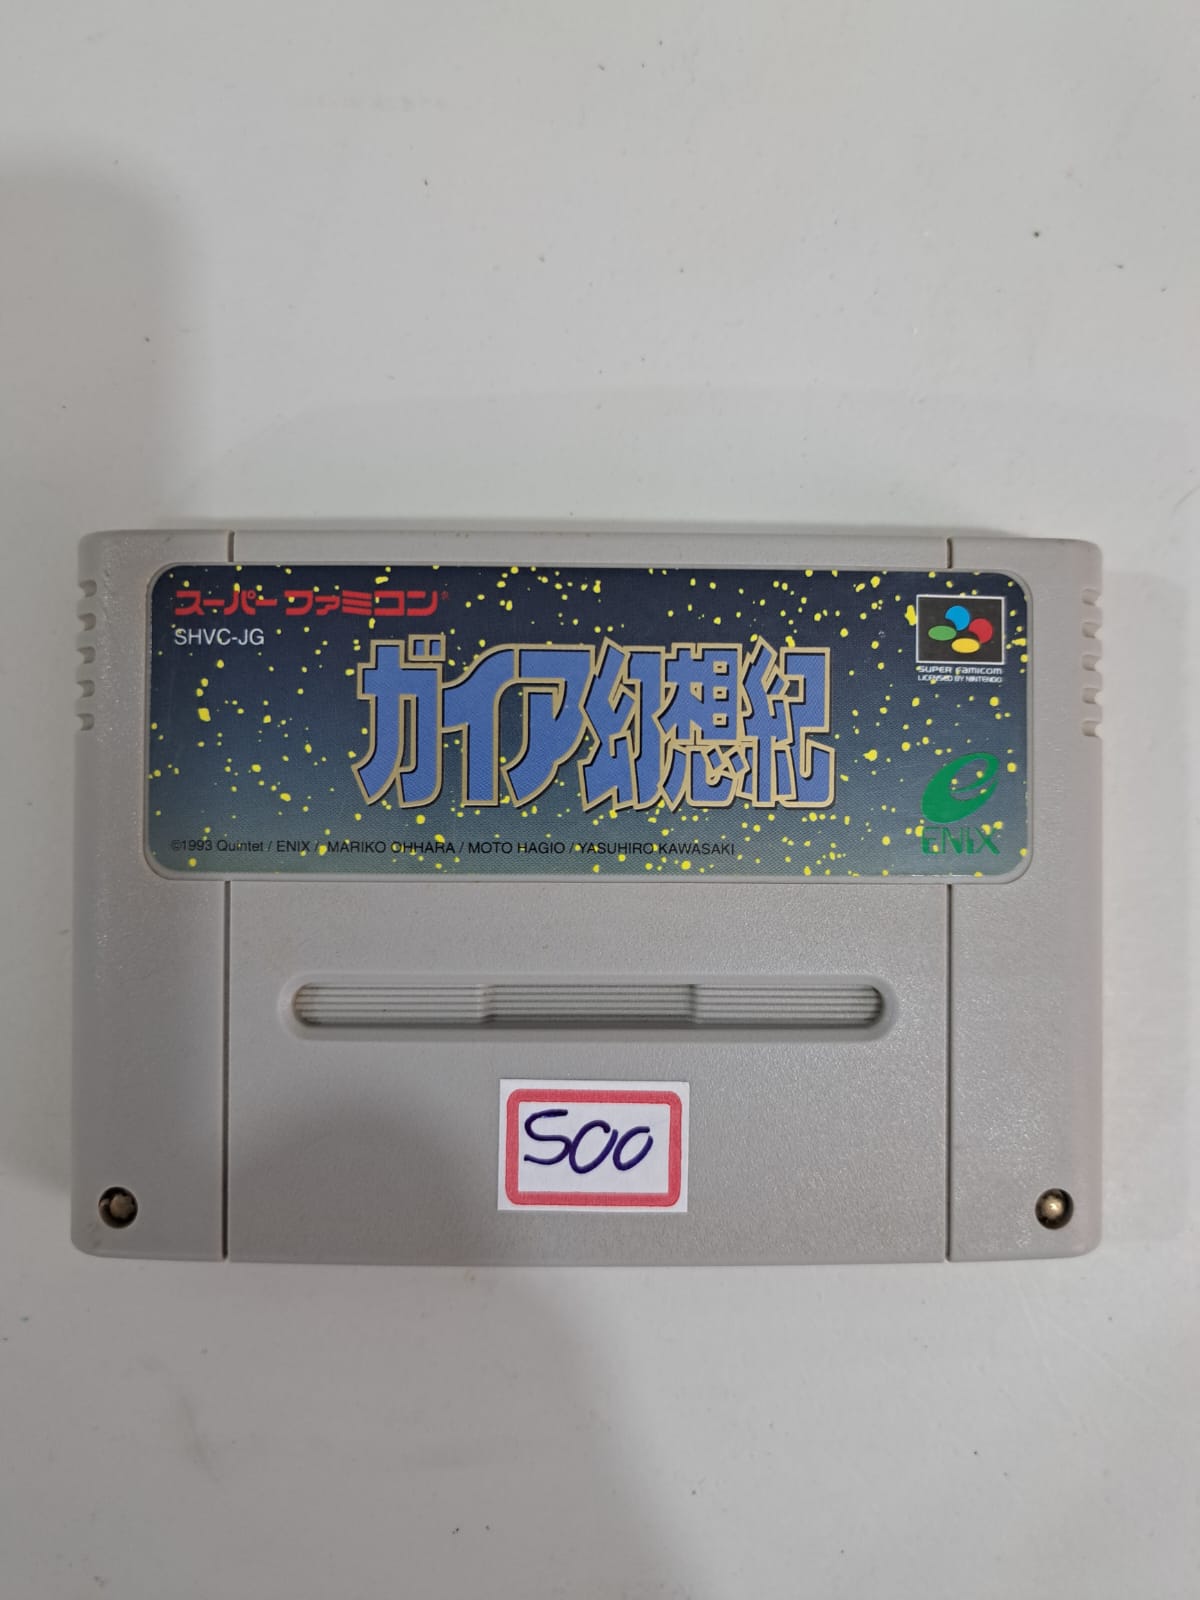 スーパーファミコン
SHVC-JG
ガイア幻想紀
SUPER FAMICOM
LICENSED BY NINTENDO
ENIX
©1993 Quintet / ENIX / MARIKO OHHARA / MOTO HAGIO / YASUHIRO KAWASAKI
500